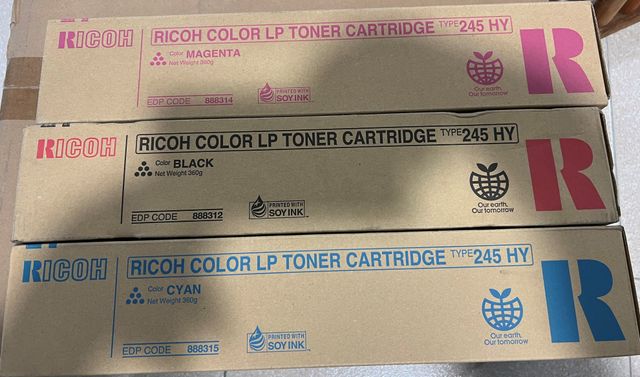 RICOH
RICOH COLOR LP TONER CARTRIDGE TYPE 245 HY
Color MAGENTA
Net Weight 360g
EDP CODE 888314
PRINTED WITH
SOY INK
Our earth,
Our tomorrow
R
RICOH
RICOH COLOR LP TONER CARTRIDGE TYPE 245 HY
Color BLACK
Net Weight 360g
EDP CODE 888312
PRINTED WITH
SOY INK
Our earth,
Our tomorrow
R
RICOH
RICOH COLOR LP TONER CARTRIDGE TYPE 245 HY
Color CYAN
Net Weight 360g
EDP CODE 888315
PRINTED WITH
SOY INK
Our earth,
Our tomorrow
R